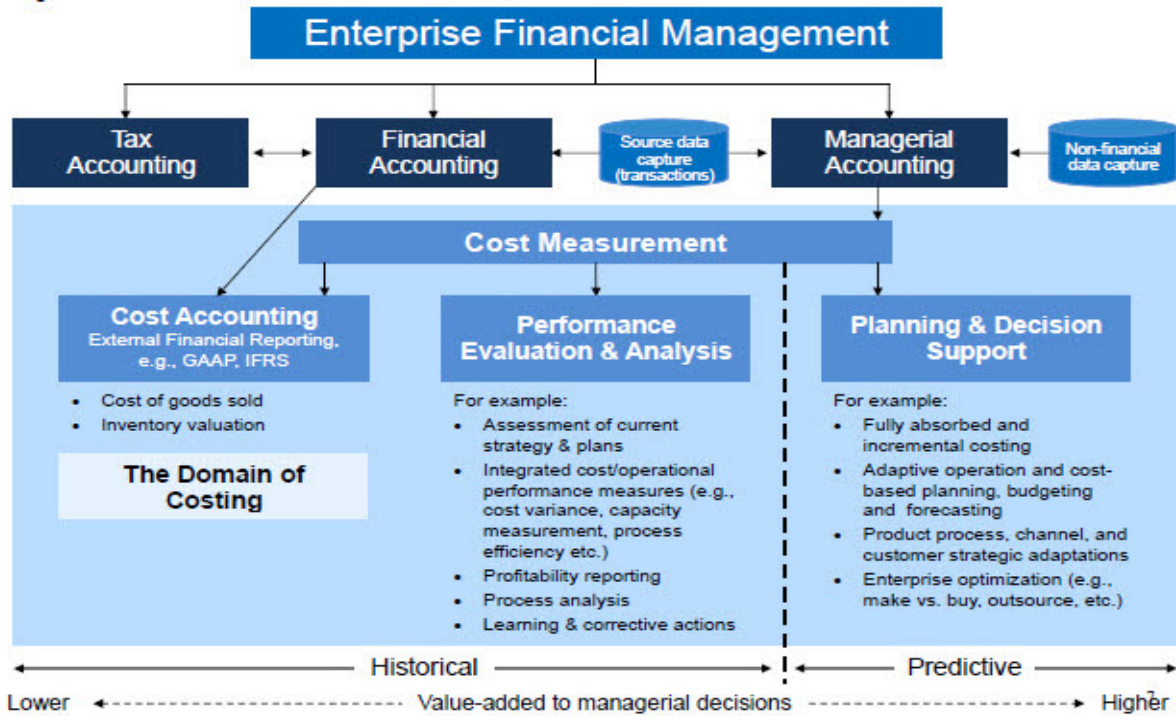 Enterprise Financial Management
Tax
Accounting
Financial
Accounting
Source data
capture
(transactions)
Managerial
Accounting
Non-financial
data capture
Cost Measurement
Cost Accounting
External Financial Reporting,
e.g., GAAP, IFRS
• Cost of goods sold
• Inventory valuation
The Domain of
Costing
Performance
Evaluation & Analysis
For example:
• Assessment of current
strategy & plans
• Integrated cost/operational
performance measures (e.g.,
cost variance, capacity
measurement, process
efficiency etc.)
• Profitability reporting
• Process analysis
• Learning & corrective actions
Planning & Decision
Support
For example:
• Fully absorbed and
incremental costing
• Adaptive operation and cost-
based planning, budgeting
and forecasting
• Product process, channel, and
customer strategic adaptations
• Enterprise optimization (e.g.,
make vs. buy, outsource, etc.)
Historical
Predictive
Lower
Value-added to managerial decisions
Higher
7